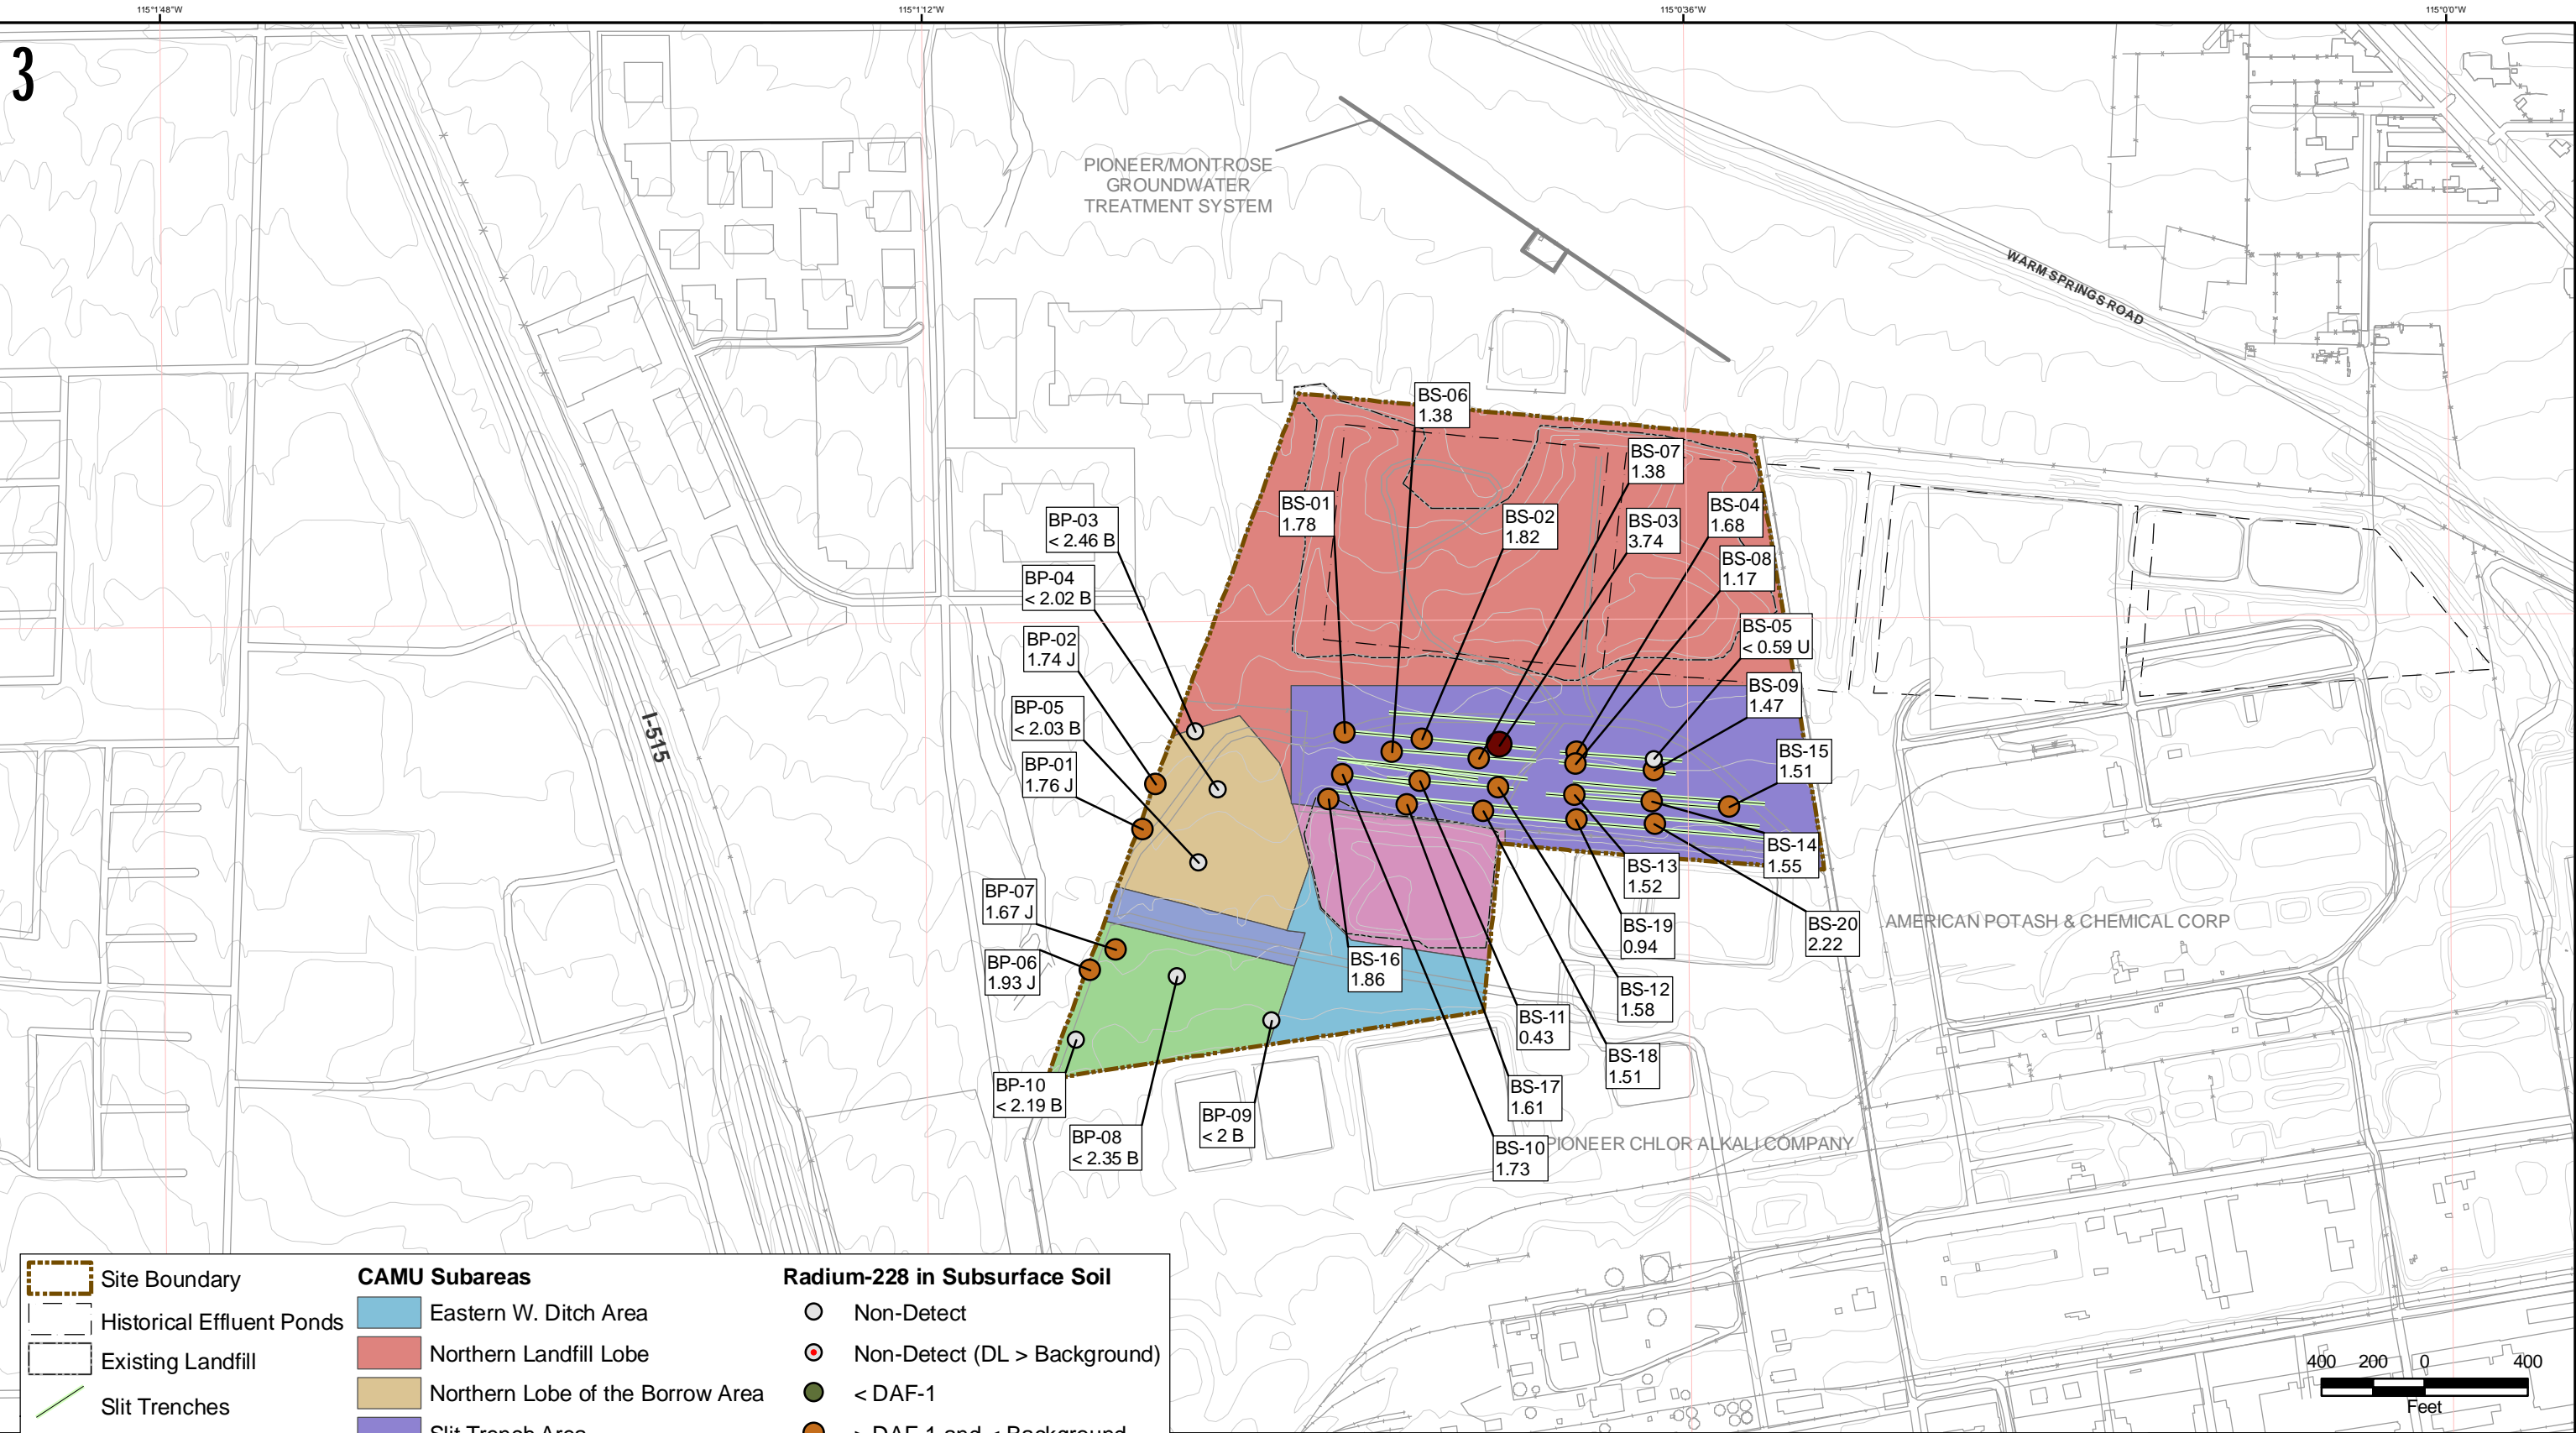 115°1'48"W
115°1'12"W
115°0'36"W
115°0'0"W
3
PIONEER/MONTROSE
GROUNDWATER
TREATMENT SYSTEM
WARM SPRINGS ROAD
I-515
BS-06
1.38
BS-07
1.38
BS-01
1.78
BS-02
1.82
BS-03
3.74
BS-04
1.68
BS-08
1.17
BS-05
< 0.59 U
BS-09
1.47
BS-15
1.51
BP-03
< 2.46 B
BP-04
< 2.02 B
BP-02
1.74 J
BP-05
< 2.03 B
BP-01
1.76 J
BP-07
1.67 J
BP-06
1.93 J
BP-10
< 2.19 B
BP-08
< 2.35 B
BP-09
< 2 B
BS-14
1.55
BS-13
1.52
BS-20
2.22
BS-19
0.94
BS-16
1.86
BS-12
1.58
BS-11
0.43
BS-18
1.51
BS-17
1.61
BS-10
1.73
AMERICAN POTASH & CHEMICAL CORP
PIONEER CHLOR ALKALI COMPANY
Site Boundary
Historical Effluent Ponds
Existing Landfill
Slit Trenches
CAMU Subareas
Eastern W. Ditch Area
Northern Landfill Lobe
Northern Lobe of the Borrow Area
Slit Trench Area
Radium-228 in Subsurface Soil
Non-Detect
Non-Detect (DL > Background)
< DAF-1
> DAF-1 and < Background
400 200 0 400
Feet